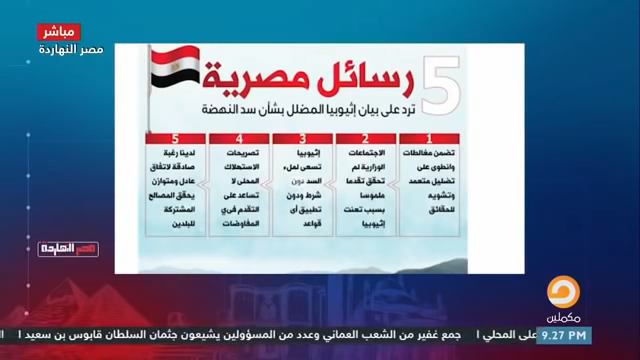 مباشر
مصر النهاردة
5 رسائل مصرية
ترد على بيان إثيوبيا المضلل بشأن سد النهضة
1
تضمن مغالطات
وانطوى على
تضليل متعمد
وتشويه
للحقائق
2
الاجتماعات
الوزارية لم
تحقق تقدما
ملموسا
بسبب تعنت
إثيوبيا
3
إثيوبيا
تسعى لملء
السد دون
شرط ودون
تطبيق أى
قواعد
4
تصريحات
الاستهلاك
المحلى لا
تساعد على
التقدم في
المفاوضات
5
لدينا رغبة
صادقة لاتفاق
عادل ومتوازن
يحقق المصالح
المشتركة
للبلدين
مصر النهاردة
مكملين
على المحلي ا | جمع غفير من الشعب العماني وعدد من المسؤولين يشيعون جثمان السلطان قابوس بن سعيد ا
9.27 PM